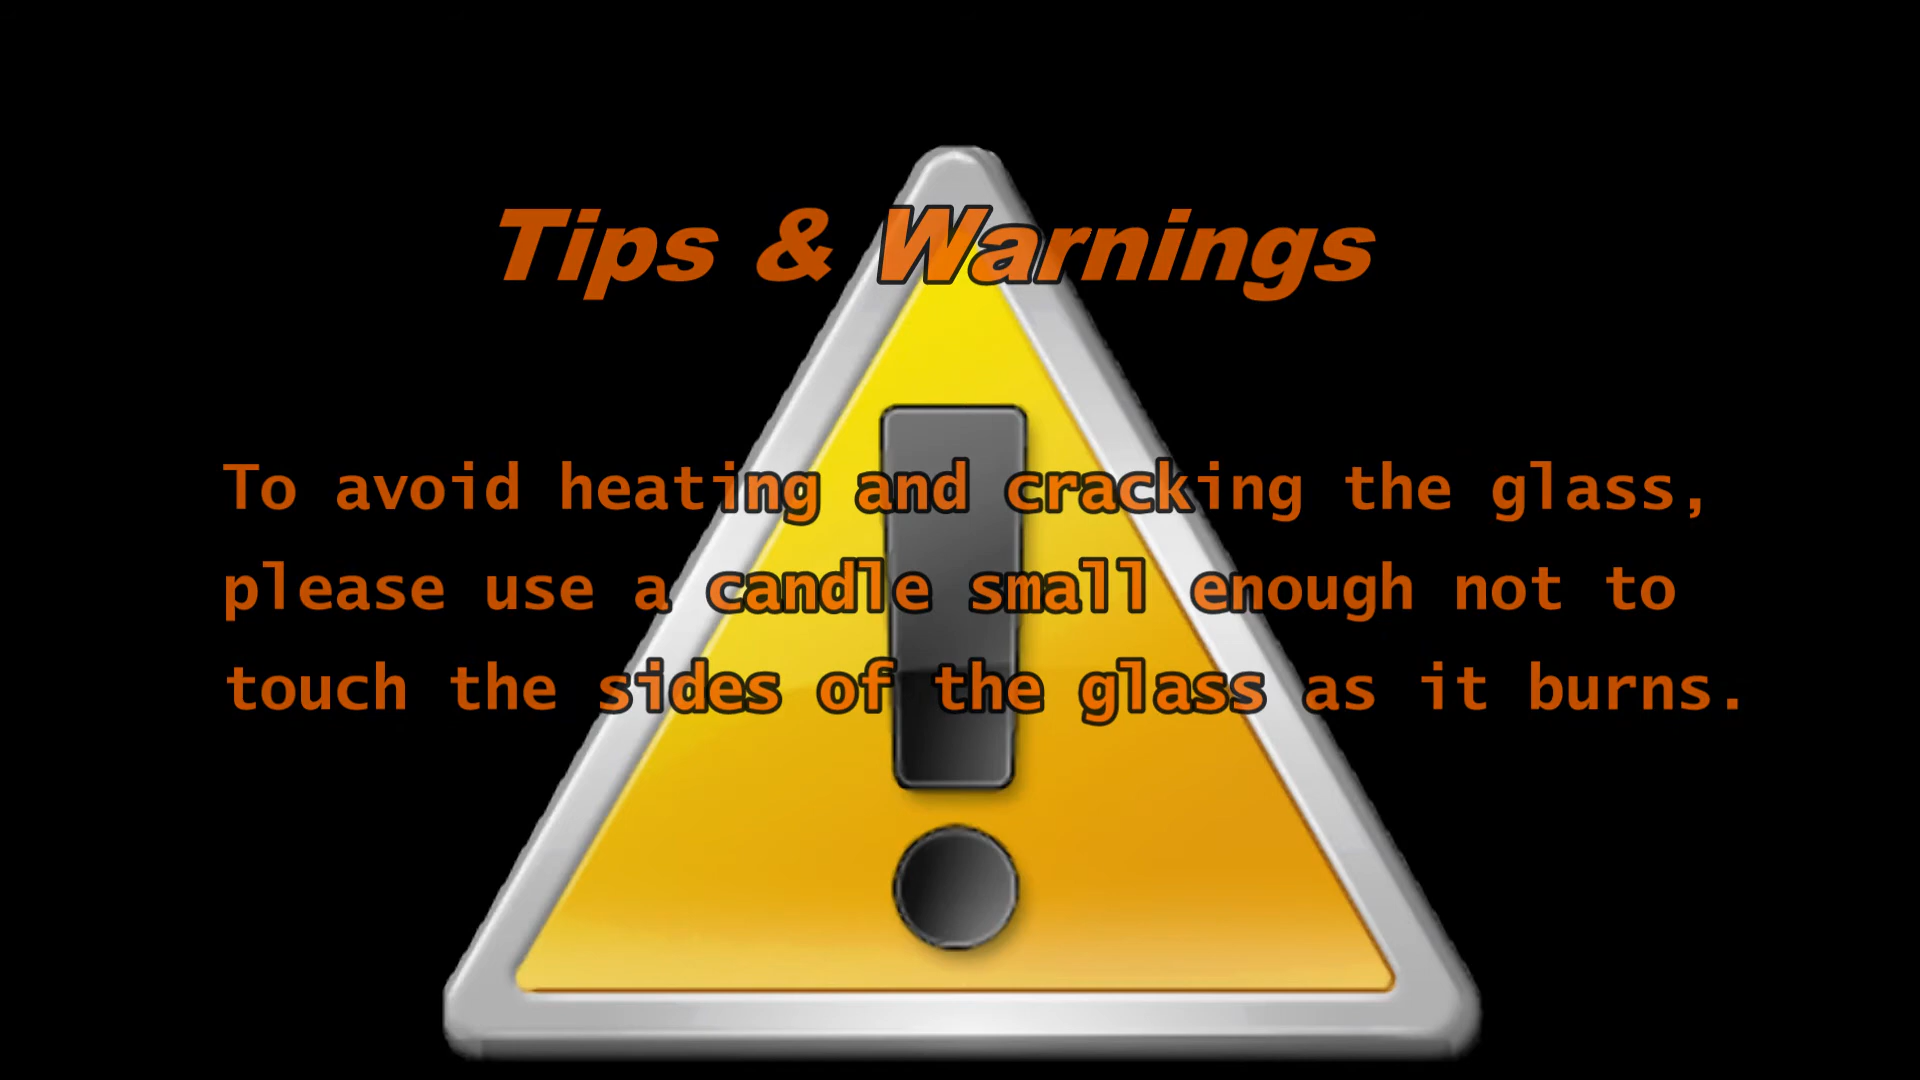 Tips & Warnings
To avoid heating and cracking the glass,
please use a candle small enough not to
touch the sides of the glass as it burns.